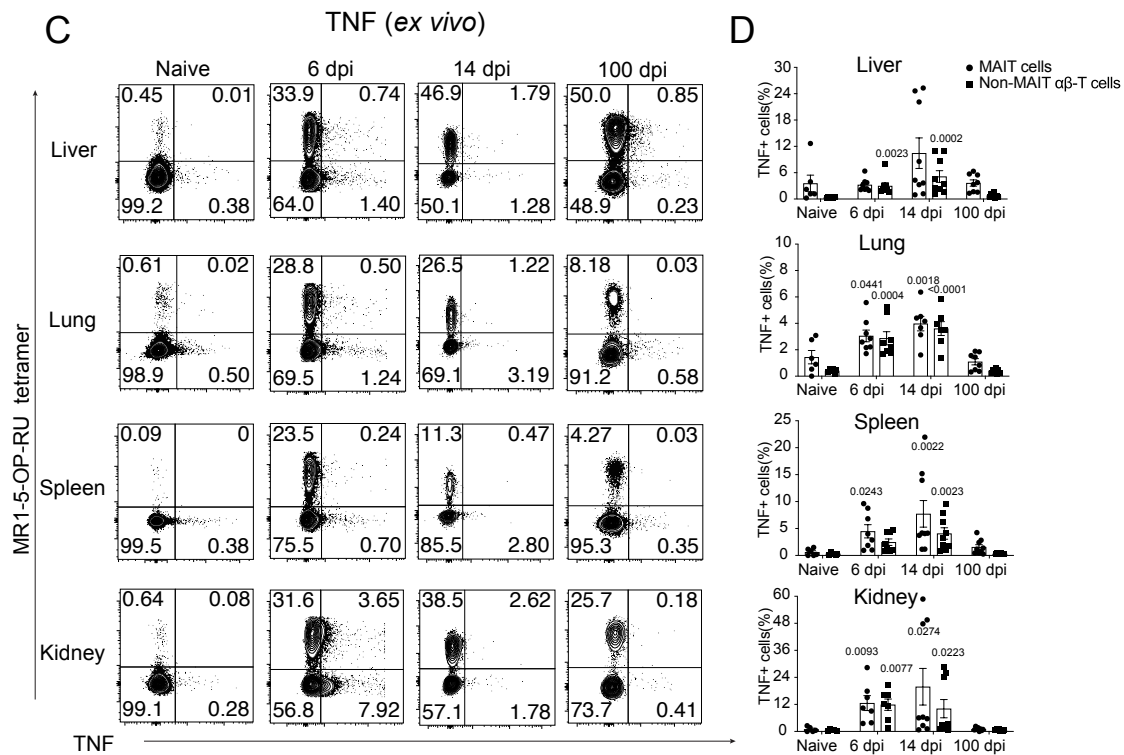 C
TNF (ex vivo)
Naive
6 dpi
14 dpi
100 dpi
MR1-5-OP-RU tetramer
Liver
0.45 0.01
99.2 0.38
33.9 0.74
64.0 1.40
46.9 1.79
50.1 1.28
50.0 0.85
48.9 0.23
Lung
0.61 0.02
98.9 0.50
28.8 0.50
69.5 1.24
26.5 1.22
69.1 3.19
8.18 0.03
91.2 0.58
Spleen
0.09 0
99.5 0.38
23.5 0.24
75.5 0.70
11.3 0.47
85.5 2.80
4.27 0.03
95.3 0.35
Kidney
0.64 0.08
99.1 0.28
31.6 3.65
56.8 7.92
38.5 2.62
57.1 1.78
25.7 0.18
73.7 0.41
TNF
D
MAIT cells
Non-MAIT αβ-T cells
Liver
TNF+ cells(%)
30
24
18
12
6
0
0.0023
0.0002
Naive 6 dpi 14 dpi 100 dpi
Lung
TNF+ cells(%)
10
8
6
4
2
0
0.0441
0.0004
0.0018
<0.0001
Naive 6 dpi 14 dpi 100 dpi
Spleen
TNF+ cells(%)
25
20
15
10
5
0
0.0243
0.0022
0.0023
Naive 6 dpi 14 dpi 100 dpi
Kidney
TNF+ cells(%)
60
48
36
24
12
0
0.0093
0.0077
0.0274
0.0223
Naive 6 dpi 14 dpi 100 dpi